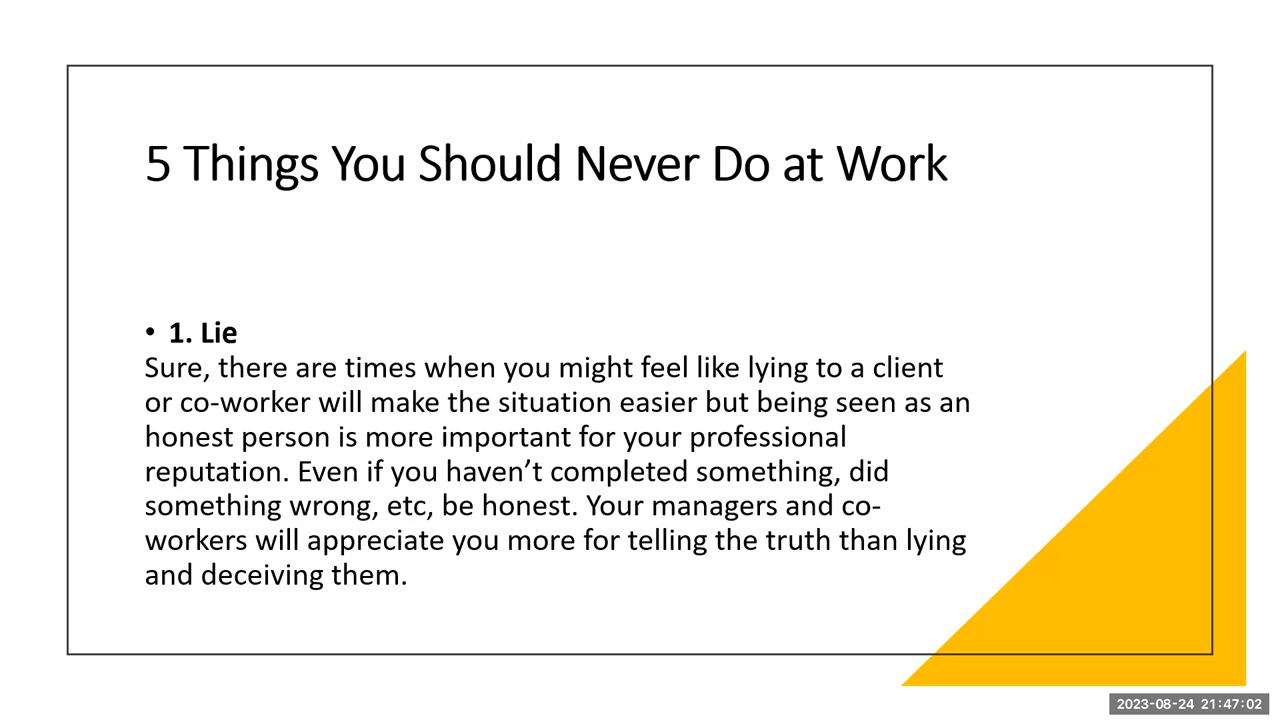 5 Things You Should Never Do at Work
• 1. Lie
Sure, there are times when you might feel like lying to a client
or co-worker will make the situation easier but being seen as an
honest person is more important for your professional
reputation. Even if you haven’t completed something, did
something wrong, etc, be honest. Your managers and co-
workers will appreciate you more for telling the truth than lying
and deceiving them.
2023-08-24 21:47:02